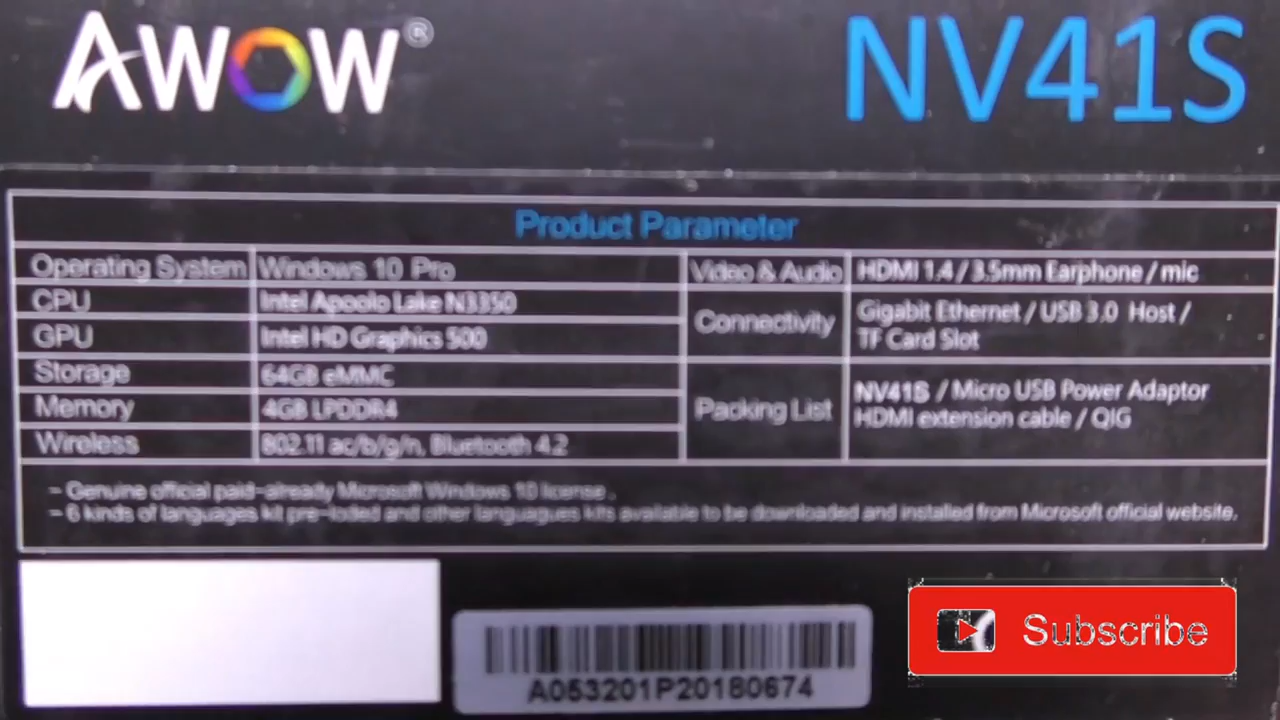 AWOW®
NV41S
Product Parameter
Operating System Windows 10 Pro
CPU Intel Apoolo Lake N3350
GPU Intel HD Graphics 500
Storage 64GB eMMC
Memory 4GB LPDDR4
Wireless 802.11 ac/b/g/n, Bluetooth 4.2
Video & Audio HDMI 1.4 / 3.5mm Earphone / mic
Connectivity Gigabit Ethernet / USB 3.0 Host /
TF Card Slot
Packing List NV41S / Micro USB Power Adaptor
HDMI extension cable / QIG
- Genuine official paid-already Microsoft Windows 10 license .
- 6 kinds of languages kit pre-loded and other languagues kits available to be downloaded and installed from Microsoft official website.
A053201P20180674
Subscribe